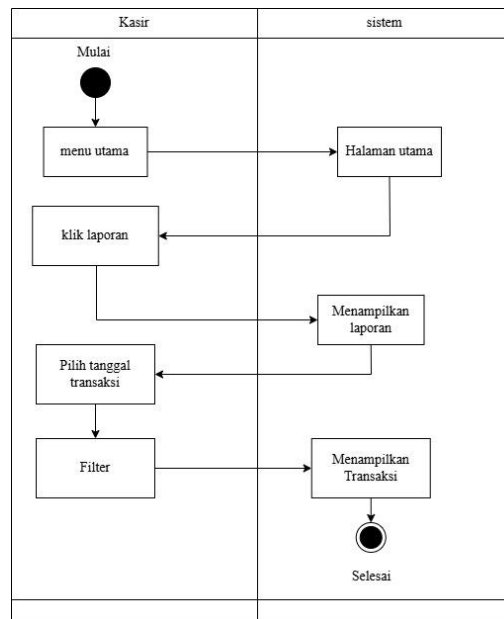 Kasir
sistem
Mulai
menu utama
Halaman utama
klik laporan
Menampilkan
laporan
Pilih tanggal
transaksi
Filter
Menampilkan
Transaksi
Selesai